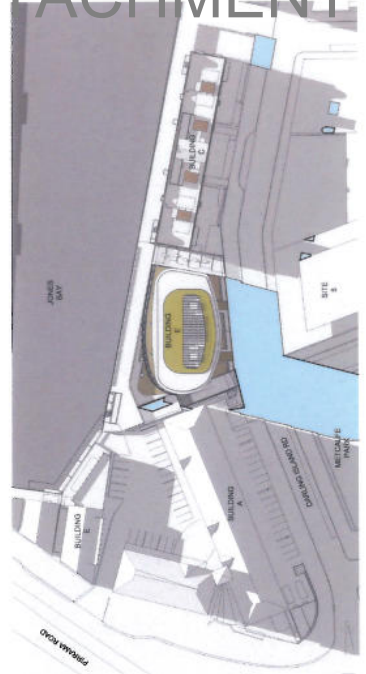 ACHMENT
BUILDING
JONES
BAY
SITE
BUILDING
METCALFE
PARK
DARLING ISLAND RD
BUILDING
A
BUILDING
E
PIRRAMA ROAD